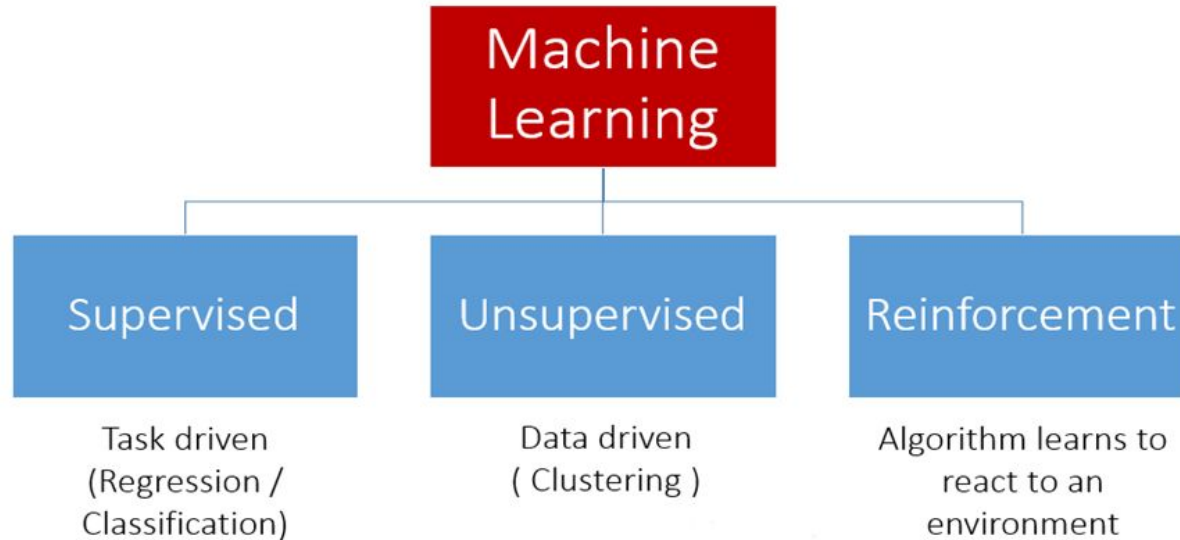 Machine
Learning
Supervised
Unsupervised
Reinforcement
Task driven
(Regression /
Classification)
Data driven
( Clustering )
Algorithm learns to
react to an
environment